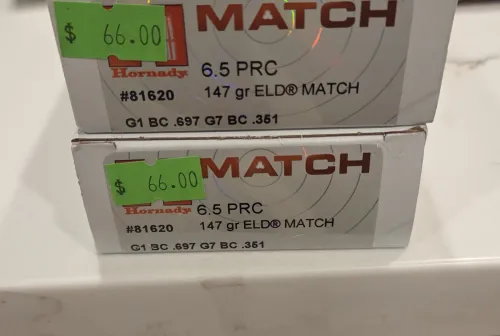 $ 66.00
MATCH
Hornady
6.5 PRC
#81620
147 gr ELD® MATCH
G1 BC .697 G7 BC .351
$ 66.00
MATCH
Hornady
6.5 PRC
#81620
147 gr ELD® MATCH
G1 BC .697 G7 BC .351